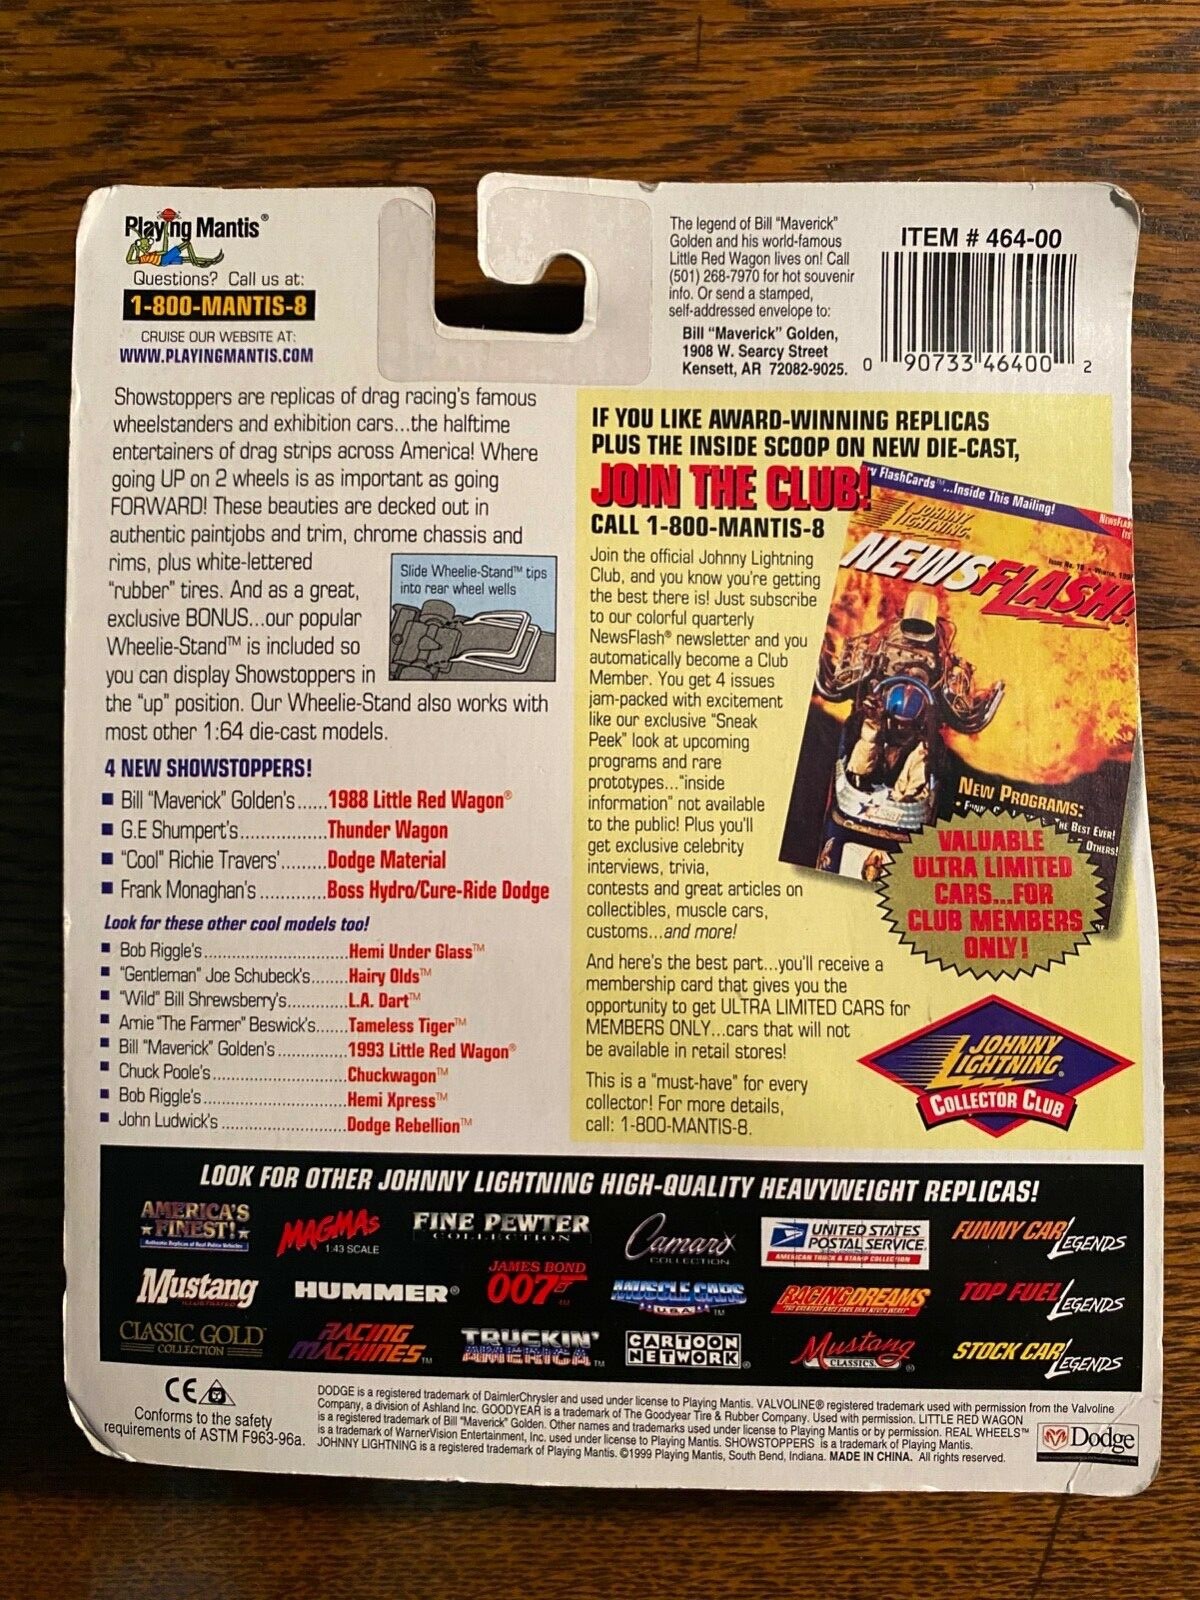 Playing Mantis®
Questions? Call us at:
1-800-MANTIS-8
CRUISE OUR WEBSITE AT:
WWW.PLAYINGMANTIS.COM
The legend of Bill "Maverick"
Golden and his world-famous
Little Red Wagon lives on! Call
(501) 268-7970 for hot souvenir
info. Or send a stamped,
self-addressed envelope to:
Bill "Maverick" Golden,
1908 W. Searcy Street
Kensett, AR 72082-9025.
ITEM # 464-00
0 90733 46400 2
Showstoppers are replicas of drag racing's famous
wheelstanders and exhibition cars...the halftime
entertainers of drag strips across America! Where
going UP on 2 wheels is as important as going
FORWARD! These beauties are decked out in
authentic paintjobs and trim, chrome chassis and
rims, plus white-lettered
"rubber" tires. And as a great,
exclusive BONUS...our popular
Wheelie-Stand™ is included so
you can display Showstoppers in
the "up" position. Our Wheelie-Stand also works with
most other 1:64 die-cast models.
Slide Wheelie-Stand™ tips
into rear wheel wells
4 NEW SHOWSTOPPERS!
■ Bill "Maverick" Golden's......1988 Little Red Wagon®
■ G.E Shumpert's................Thunder Wagon
■ "Cool" Richie Travers'.........Dodge Material
■ Frank Monaghan's.............Boss Hydro/Cure-Ride Dodge
Look for these other cool models too!
■ Bob Riggle's..........................Hemi Under Glass™
■ "Gentleman" Joe Schubeck's.......Hairy Olds™
■ "Wild" Bill Shrewsberry's...........L.A. Dart™
■ Arnie "The Farmer" Beswick's......Tameless Tiger™
■ Bill "Maverick" Golden's.............1993 Little Red Wagon®
■ Chuck Poole's.........................Chuckwagon™
■ Bob Riggle's..........................Hemi Xpress™
■ John Ludwick's.......................Dodge Rebellion™
IF YOU LIKE AWARD-WINNING REPLICAS
PLUS THE INSIDE SCOOP ON NEW DIE-CAST,
JOIN THE CLUB!
CALL 1-800-MANTIS-8
Join the official Johnny Lightning
Club, and you know you're getting
the best there is! Just subscribe
to our colorful quarterly
NewsFlash® newsletter and you
automatically become a Club
Member. You get 4 issues
jam-packed with excitement
like our exclusive "Sneak
Peek" look at upcoming
programs and rare
prototypes..."inside
information" not available
to the public! Plus you'll
get exclusive celebrity
interviews, trivia,
contests and great articles on
collectibles, muscle cars,
customs...and more!
And here's the best part...you'll receive a
membership card that gives you the
opportunity to get ULTRA LIMITED CARS for
MEMBERS ONLY...cars that will not
be available in retail stores!
This is a "must-have" for every
collector! For more details,
call: 1-800-MANTIS-8.
FlashCards™...Inside This Mailing!
JOHNNY
LIGHTNING
NEWSFLASH!
NEW PROGRAMS:
THE BEST EVER!
OTHERS!
VALUABLE
ULTRA LIMITED
CARS...FOR
CLUB MEMBERS
ONLY!
JOHNNY
LIGHTNING®
COLLECTOR CLUB
LOOK FOR OTHER JOHNNY LIGHTNING HIGH-QUALITY HEAVYWEIGHT REPLICAS!
AMERICA'S
FINEST!
Authentic Replicas of Real Police Vehicles
MAGMAS
1:43 SCALE
FINE PEWTER
COLLECTION
Camaro
COLLECTION
UNITED STATES
POSTAL SERVICE
AMERICAN TRUCK & STAMP COLLECTION
FUNNY CAR LEGENDS
Mustang
ILLUSTRATED
HUMMER®
JAMES BOND
007™
MUSCLE CARS
U.S.A.™
RACING DREAMS
TOP FUEL LEGENDS
CLASSIC GOLD
COLLECTION
RACING
MACHINES™
TRUCKIN'
AMERICA™
CARTOON
NETWORK®
Mustang
CLASSICS®
STOCK CAR LEGENDS
CE
Conforms to the safety
requirements of ASTM F963-96a.
DODGE is a registered trademark of DaimlerChrysler and used under license to Playing Mantis. VALVOLINE® registered trademark used with permission from the Valvoline
Company, a division of Ashland Inc. GOODYEAR is a trademark of The Goodyear Tire & Rubber Company. Used with permission. LITTLE RED WAGON
is a registered trademark of Bill "Maverick" Golden. Other names and trademarks used under license to Playing Mantis or by permission. REAL WHEELS™
is a trademark of WarnerVision Entertainment, Inc. used under license to Playing Mantis. SHOWSTOPPERS is a trademark of Playing Mantis.
JOHNNY LIGHTNING is a registered trademark of Playing Mantis. ©1999 Playing Mantis, South Bend, Indiana. MADE IN CHINA. All rights reserved.
Dodge